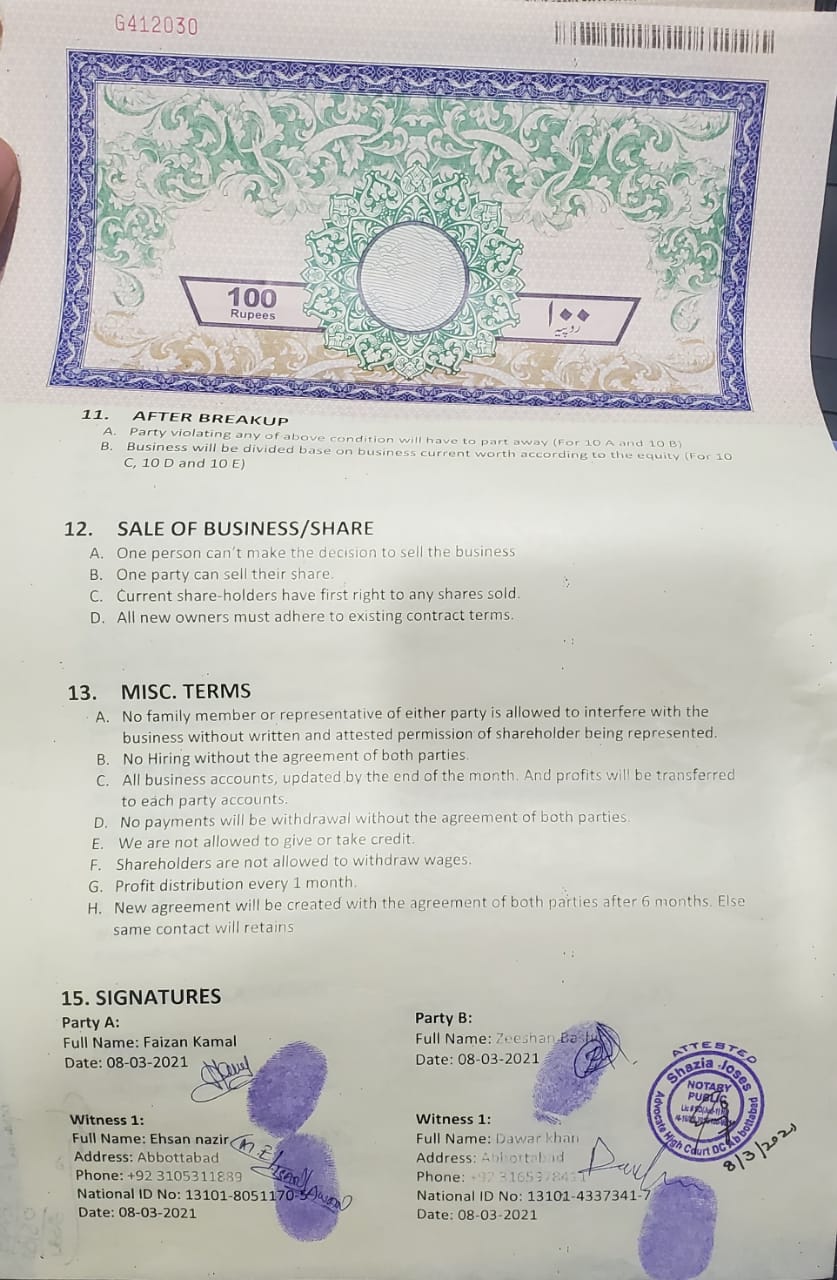 G412030
100
Rupees
۱۰۰
روپیہ
11. AFTER BREAKUP
A. Party violating any of above condition will have to part away (For 10 A and 10 B)
B. Business will be divided base on business current worth according to the equity (For 10
C, 10 D and 10 E)
12. SALE OF BUSINESS/SHARE
A. One person can't make the decision to sell the business
B. One party can sell their share.
C. Current share-holders have first right to any shares sold.
D. All new owners must adhere to existing contract terms.
13. MISC. TERMS
A. No family member or representative of either party is allowed to interfere with the
business without written and attested permission of shareholder being represented.
B. No Hiring without the agreement of both parties.
C. All business accounts, updated by the end of the month. And profits will be transferred
to each party accounts.
D. No payments will be withdrawal without the agreement of both parties.
E. We are not allowed to give or take credit.
F. Shareholders are not allowed to withdraw wages.
G. Profit distribution every 1 month.
H. New agreement will be created with the agreement of both parties after 6 months. Else
same contact will retains
15. SIGNATURES
Party A:
Full Name: Faizan Kamal
Date: 08-03-2021
Party B:
Full Name: Zeeshan
Date: 08-03-2021
ATTESTED
Shazia Joses
NOTARY
PUBLIC
Advocate High Court DC Abbottabad
8/3/2021
Witness 1:
Full Name: Ehsan nazir
Address: Abbottabad
Phone: +92 3105311889
National ID No: 13101-8051170-
Date: 08-03-2021
Witness 1:
Full Name: Dawar khan
Address: Abbottabad
Phone: +92
National ID No: 13101-4337341-7
Date: 08-03-2021